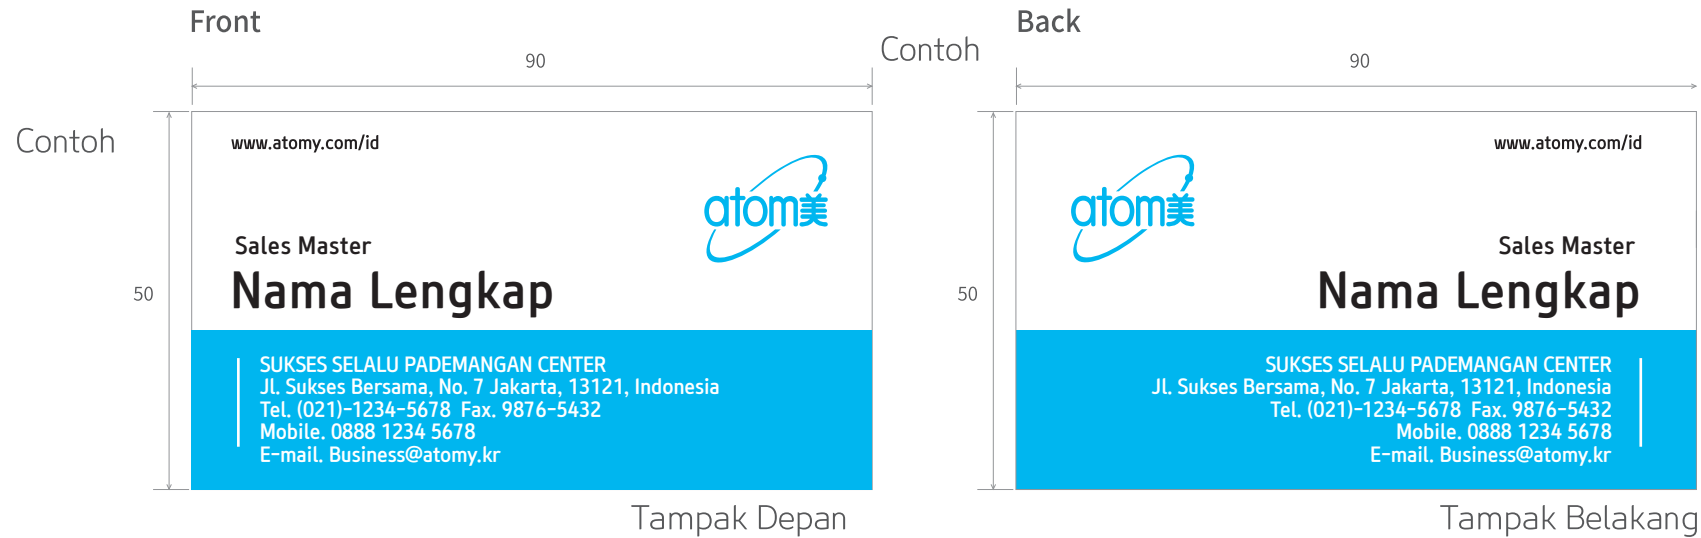 Front
90
Contoh
www.atomy.com/id
atom美
Sales Master
Nama Lengkap
50
SUKSES SELALU PADEMANGAN CENTER
Jl. Sukses Bersama, No. 7 Jakarta, 13121, Indonesia
Tel. (021)-1234-5678  Fax. 9876-5432
Mobile. 0888 1234 5678
E-mail. Business@atomy.kr
Tampak Depan
Back
Contoh
90
www.atomy.com/id
atom美
Sales Master
Nama Lengkap
50
SUKSES SELALU PADEMANGAN CENTER
Jl. Sukses Bersama, No. 7 Jakarta, 13121, Indonesia
Tel. (021)-1234-5678  Fax. 9876-5432
Mobile. 0888 1234 5678
E-mail. Business@atomy.kr
Tampak Belakang